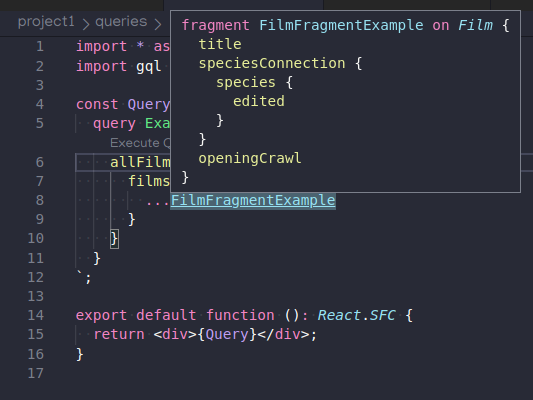 project1 > queries >
fragment FilmFragmentExample on Film {
title
speciesConnection {
species {
edited
}
}
openingCrawl
}
1 import * as
2 import gql
3
4 const Query
5 query Exa
Execute Q
6 allFilm
7 films
8 ...FilmFragmentExample
9 }
10 }
11 }
12 `;
13
14 export default function (): React.SFC {
15 return <div>{Query}</div>;
16 }
17